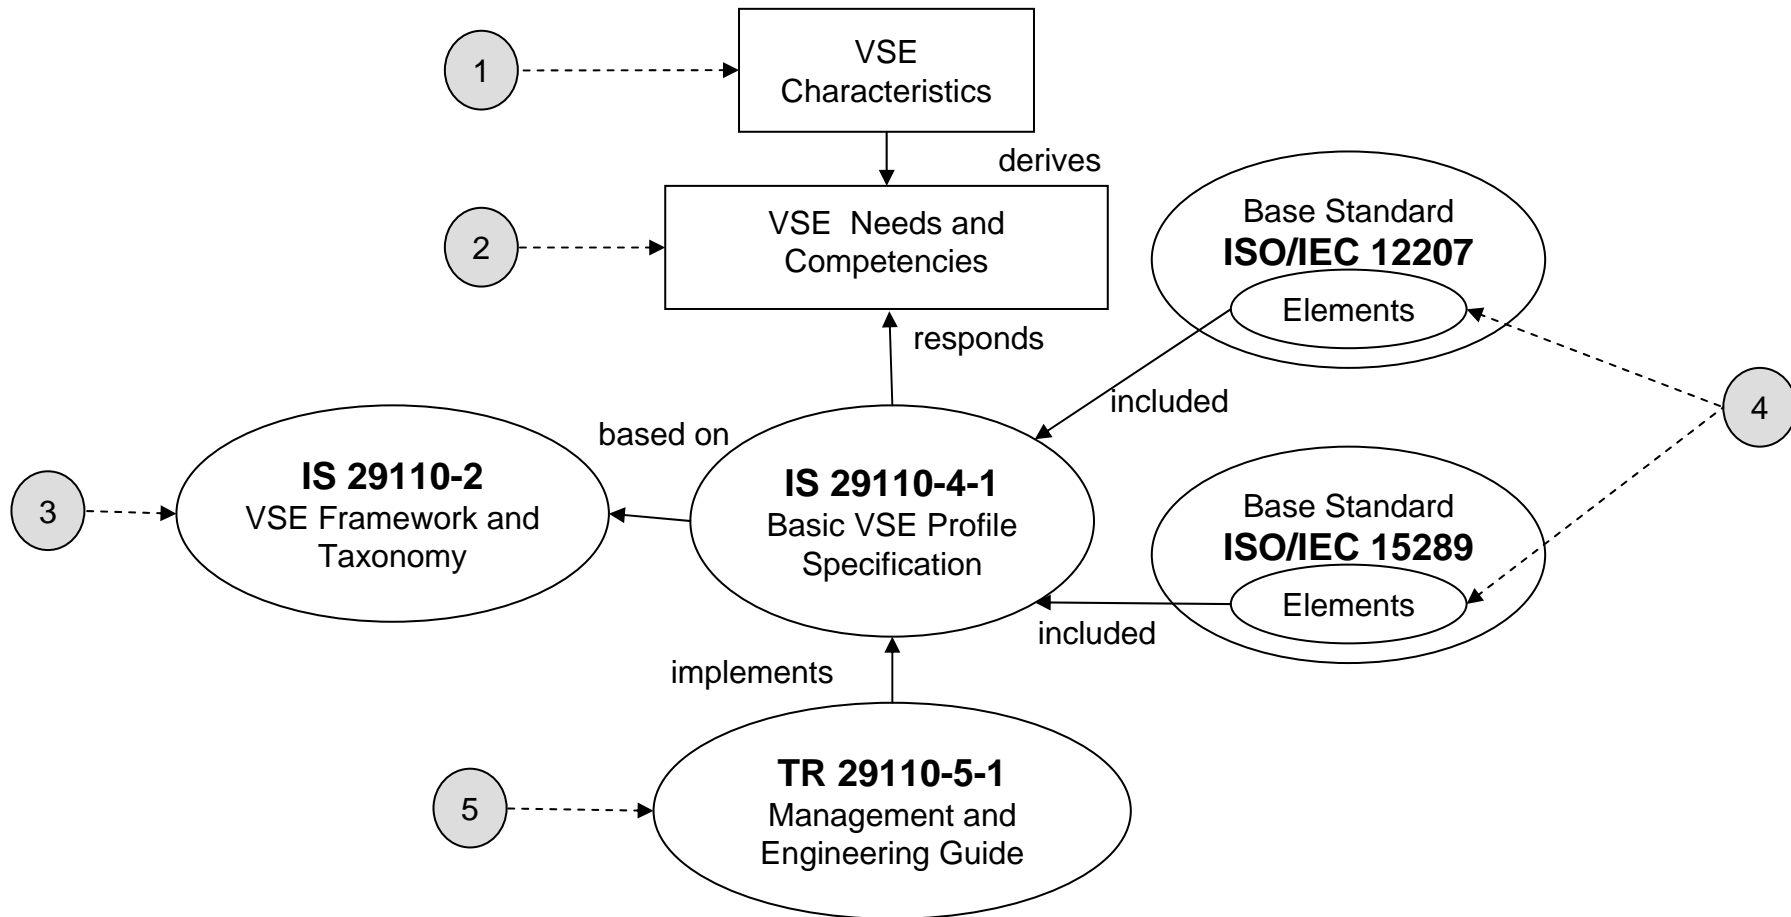 1
VSE
Characteristics
derives
2
VSE  Needs and
Competencies
Base Standard
ISO/IEC 12207
Elements
responds
included
4
based on
3
IS 29110-2
VSE Framework and
Taxonomy
IS 29110-4-1
Basic VSE Profile
Specification
Base Standard
ISO/IEC 15289
Elements
included
implements
5
TR 29110-5-1
Management and
Engineering Guide